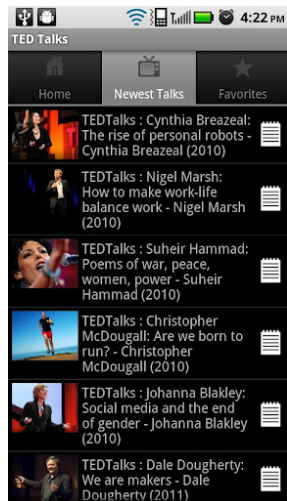 4:22 PM
TED Talks
Home
Newest Talks
Favorites
TEDTalks : Cynthia Breazeal:
The rise of personal robots -
Cynthia Breazeal (2010)
TEDTalks : Nigel Marsh:
How to make work-life
balance work - Nigel Marsh
(2010)
TEDTalks : Suheir Hammad:
Poems of war, peace,
women, power - Suheir
Hammad (2010)
TEDTalks : Christopher
McDougall: Are we born to
run? - Christopher
McDougall (2010)
TEDTalks : Johanna Blakley:
Social media and the end
of gender - Johanna Blakley
(2010)
TEDTalks : Dale Dougherty:
We are makers - Dale
Dougherty (2011)